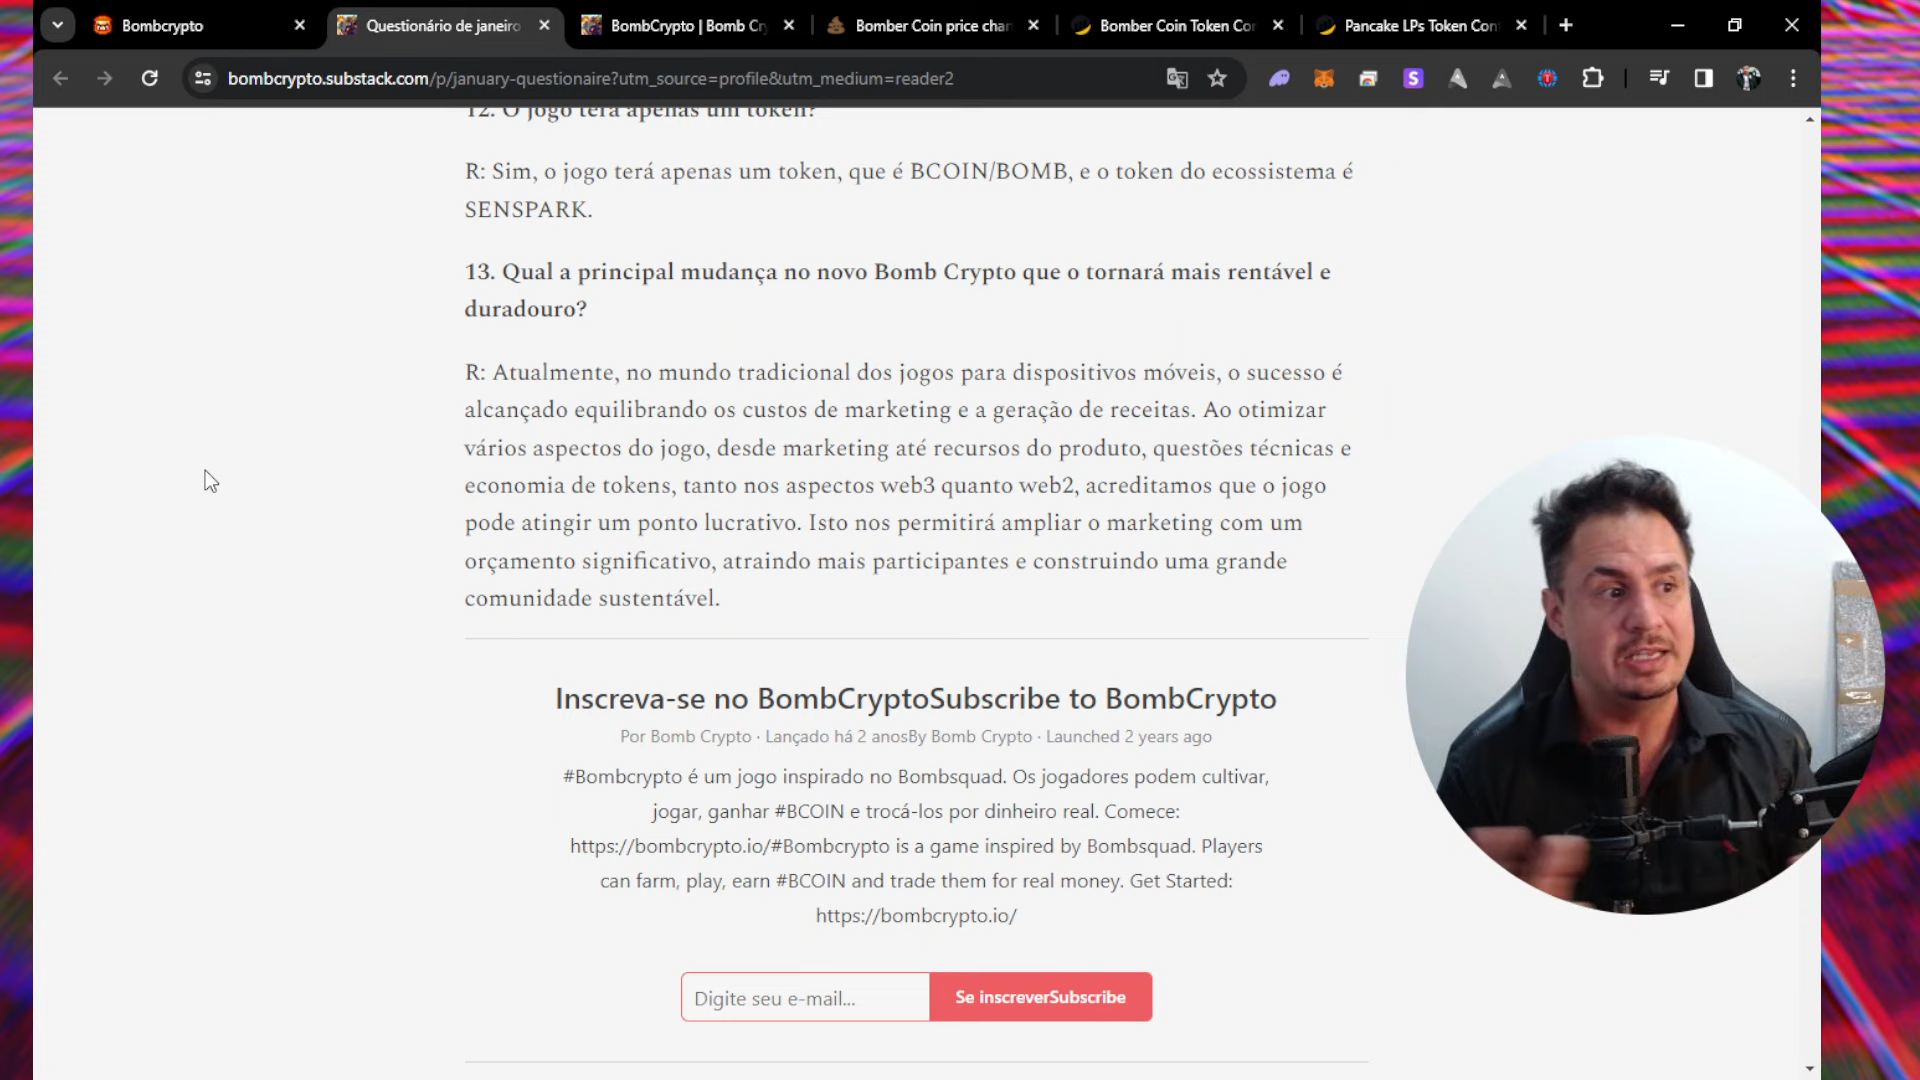 Bombcrypto
Questionário de janeiro
BombCrypto | Bomb Cr
Bomber Coin price char
Bomber Coin Token Con
Pancake LPs Token Cont
bombcrypto.substack.com/p/january-questionaire?utm_source=profile&utm_medium=reader2
12. O jogo terá apenas um token?
R: Sim, o jogo terá apenas um token, que é BCOIN/BOMB, e o token do ecossistema é
SENSPARK.
13. Qual a principal mudança no novo Bomb Crypto que o tornará mais rentável e
duradouro?
R: Atualmente, no mundo tradicional dos jogos para dispositivos móveis, o sucesso é
alcançado equilibrando os custos de marketing e a geração de receitas. Ao otimizar
vários aspectos do jogo, desde marketing até recursos do produto, questões técnicas e
economia de tokens, tanto nos aspectos web3 quanto web2, acreditamos que o jogo
pode atingir um ponto lucrativo. Isto nos permitirá ampliar o marketing com um
orçamento significativo, atraindo mais participantes e construindo uma grande
comunidade sustentável.
Inscreva-se no BombCryptoSubscribe to BombCrypto
Por Bomb Crypto · Lançado há 2 anosBy Bomb Crypto · Launched 2 years ago
#Bombcrypto é um jogo inspirado no Bombsquad. Os jogadores podem cultivar,
jogar, ganhar #BCOIN e trocá-los por dinheiro real. Comece:
https://bombcrypto.io/#Bombcrypto is a game inspired by Bombsquad. Players
can farm, play, earn #BCOIN and trade them for real money. Get Started:
https://bombcrypto.io/
Digite seu e-mail...
Se inscreverSubscribe